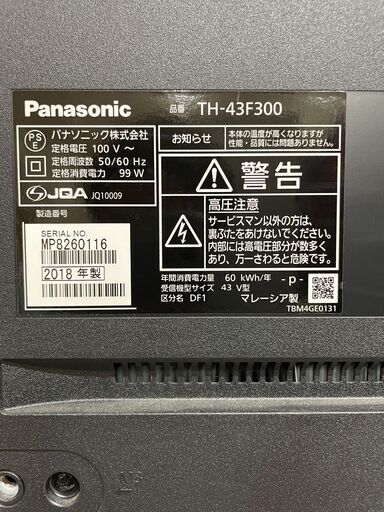 Panasonic
品番 TH-43F300
PS
E
パナソニック株式会社
定格電圧 100 V ～
定格周波数 50/60 Hz
定格消費電力 99 W
お知らせ
本体の温度が高くなりますが
性能・品質には問題ありません。
JQA JQ10009
製造番号
SERIAL NO.
MP8260116
2018 年製
警告
高圧注意
サービスマン以外の方は、
裏ぶたをあけないでください。
内部には高電圧部分が数多く
あり、万一さわると危険です。
年間消費電力量 60 kWh/年
受信機型サイズ 43 V型
区分名 DF1
- p -
マレーシア製
TBM4GE0131